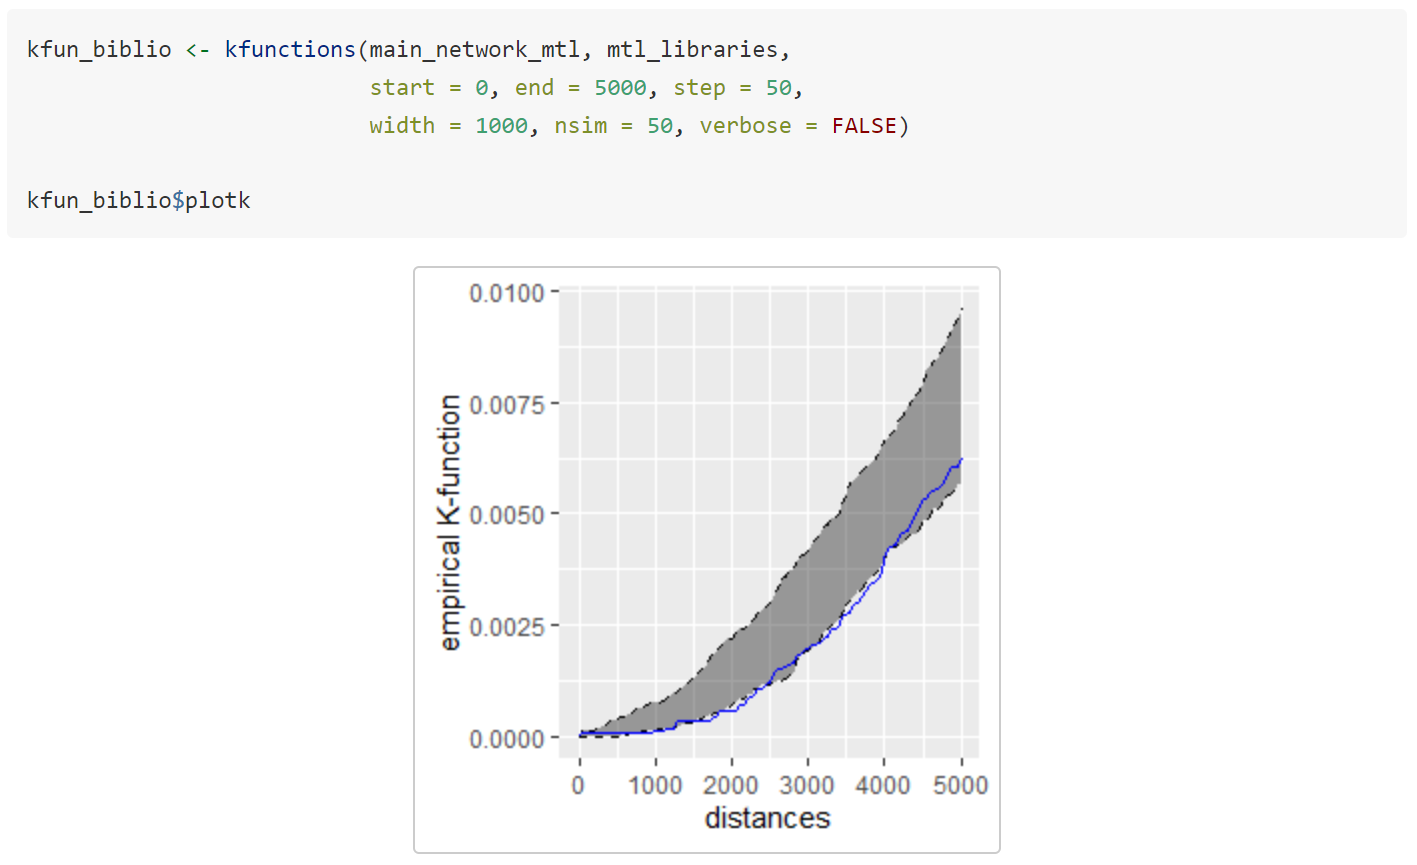 kfun_biblio <- kfunctions(main_network_mtl, mtl_libraries,
start = 0, end = 5000, step = 50,
width = 1000, nsim = 50, verbose = FALSE)
kfun_biblio$plotk
0.0100
0.0075
0.0050
0.0025
0.0000
empirical K-function
0 1000 2000 3000 4000 5000
distances